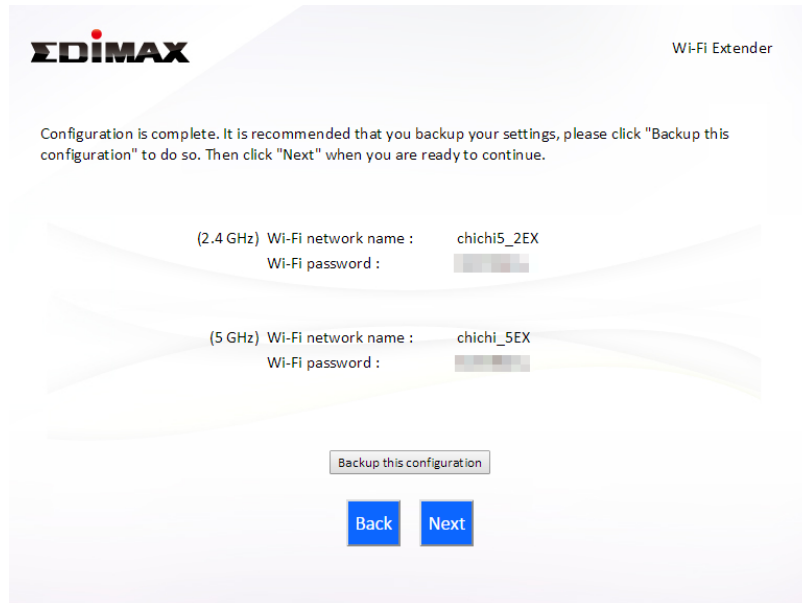 EDIMAX
Wi-Fi Extender
Configuration is complete. It is recommended that you backup your settings, please click "Backup this
configuration" to do so. Then click "Next" when you are ready to continue.
(2.4 GHz) Wi-Fi network name : chichi5_2EX
Wi-Fi password :
(5 GHz) Wi-Fi network name : chichi_5EX
Wi-Fi password :
Backup this configuration
Back Next